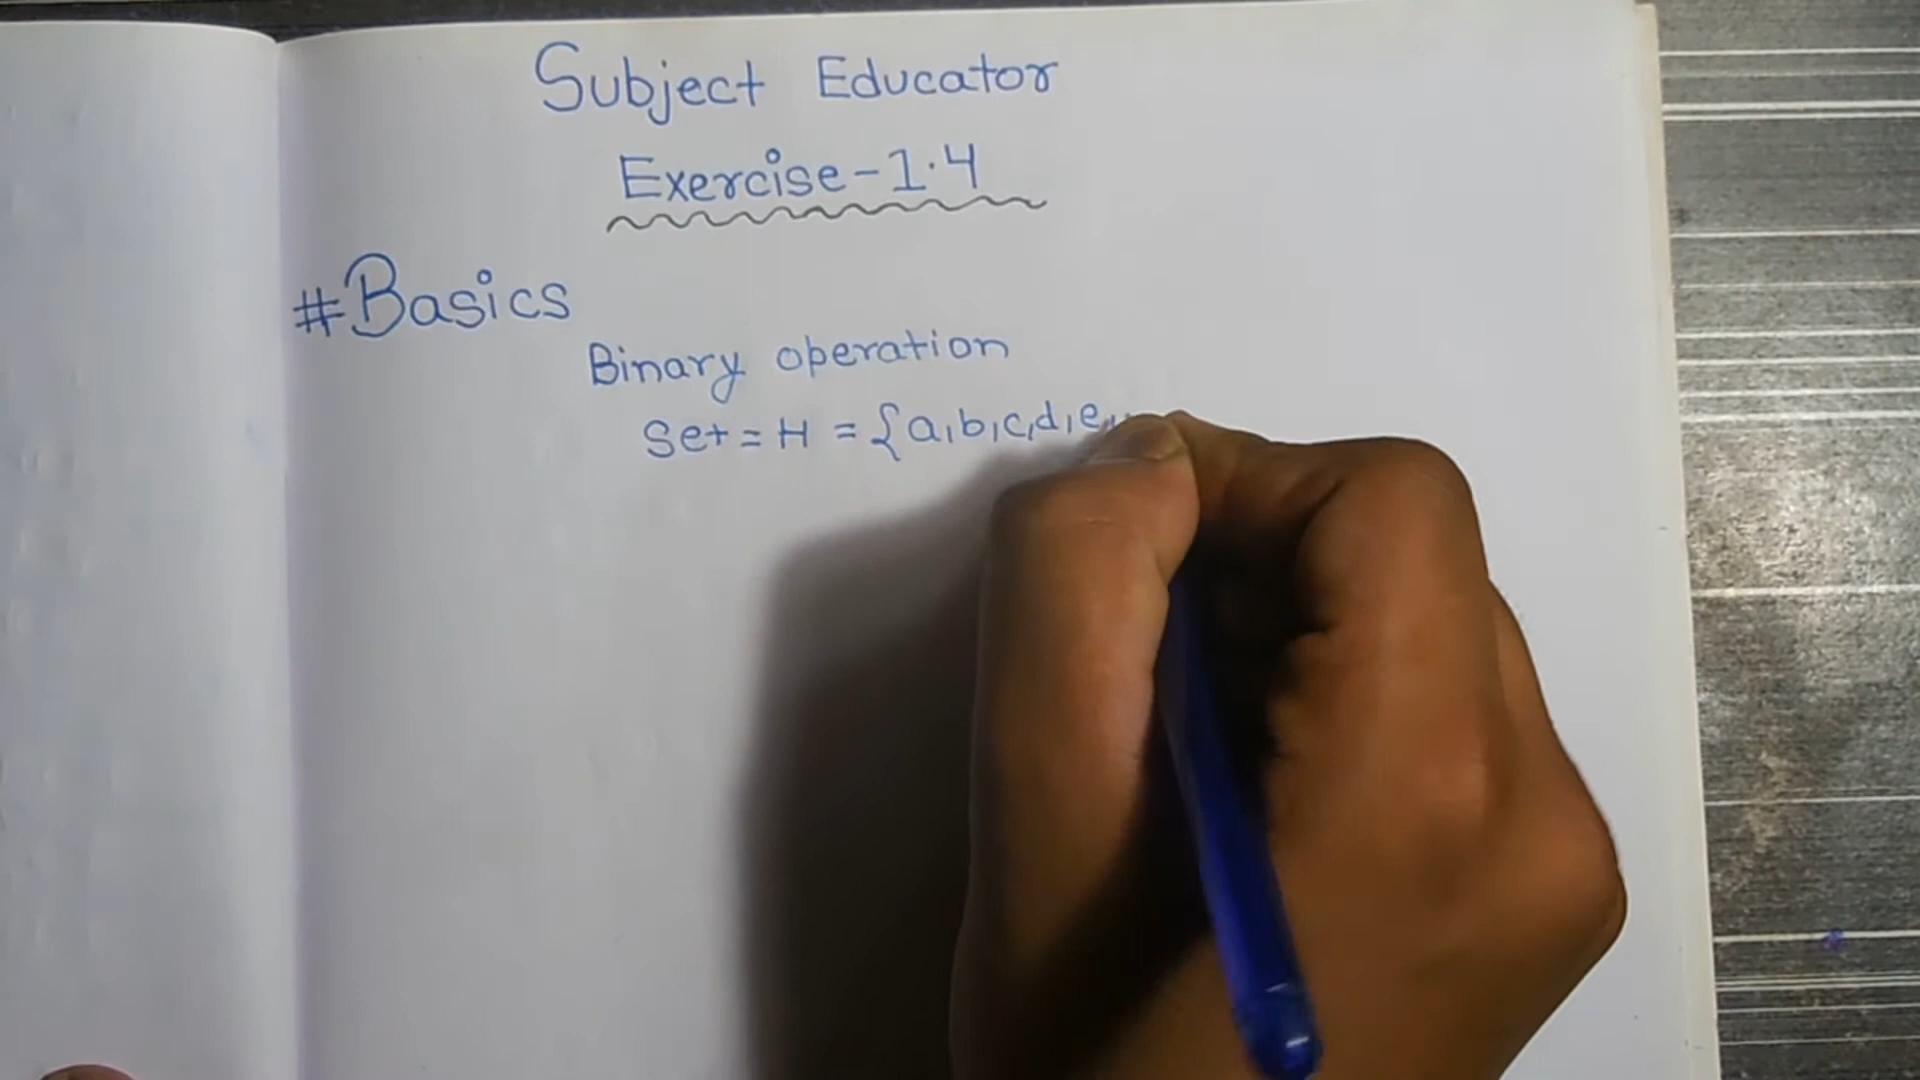 Subject Educator
Exercise-1.4
#Basics
Binary operation
Set = H = {a,b,c,d,e,